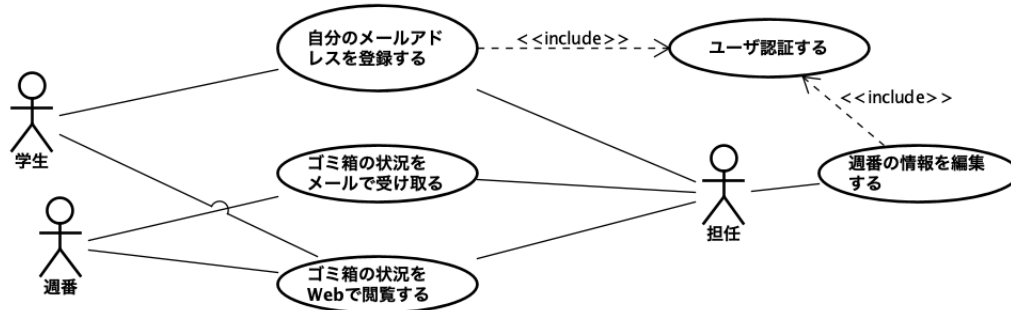 自分のメールアド
レスを登録する
<<include>>
ユーザ認証する
<<include>>
学生
ゴミ箱の状況を
メールで受け取る
週番の情報を編集
する
担任
週番
ゴミ箱の状況を
Webで閲覧する